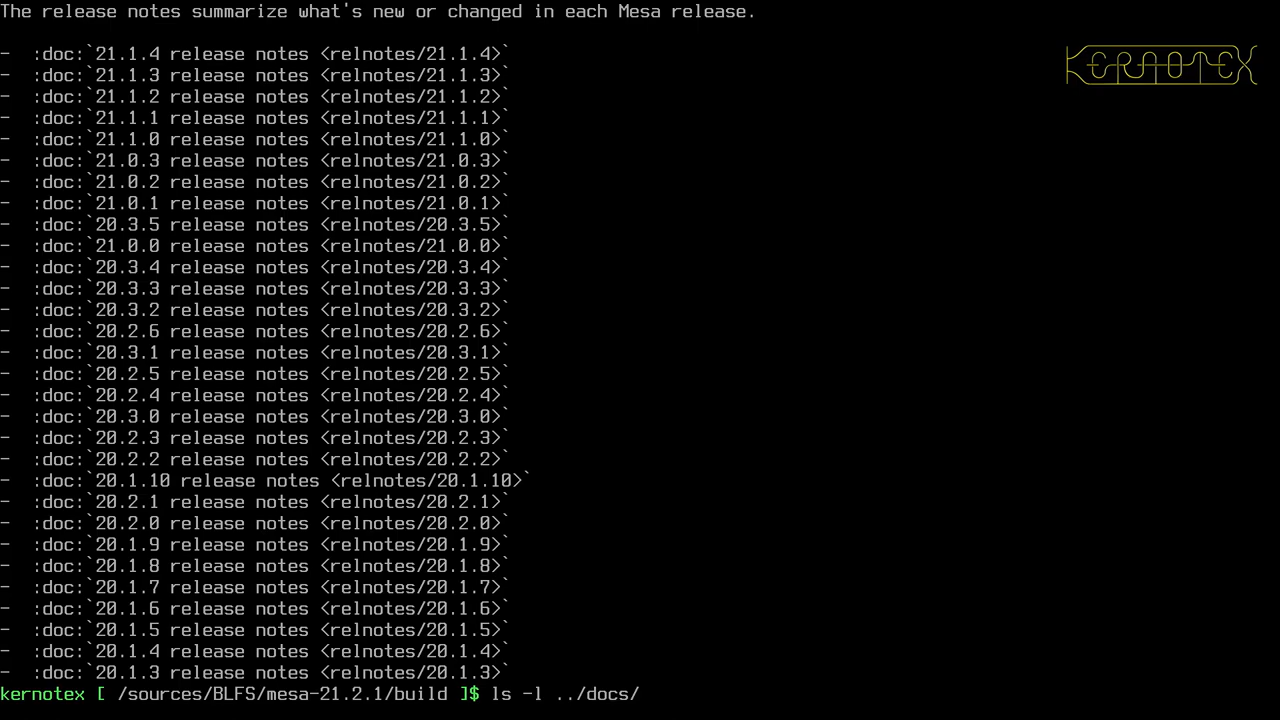 The release notes summarize what's new or changed in each Mesa release.
-  :doc:`21.1.4 release notes <relnotes/21.1.4>`
-  :doc:`21.1.3 release notes <relnotes/21.1.3>`
-  :doc:`21.1.2 release notes <relnotes/21.1.2>`
-  :doc:`21.1.1 release notes <relnotes/21.1.1>`
-  :doc:`21.1.0 release notes <relnotes/21.1.0>`
-  :doc:`21.0.3 release notes <relnotes/21.0.3>`
-  :doc:`21.0.2 release notes <relnotes/21.0.2>`
-  :doc:`21.0.1 release notes <relnotes/21.0.1>`
-  :doc:`20.3.5 release notes <relnotes/20.3.5>`
-  :doc:`21.0.0 release notes <relnotes/21.0.0>`
-  :doc:`20.3.4 release notes <relnotes/20.3.4>`
-  :doc:`20.3.3 release notes <relnotes/20.3.3>`
-  :doc:`20.3.2 release notes <relnotes/20.3.2>`
-  :doc:`20.2.6 release notes <relnotes/20.2.6>`
-  :doc:`20.3.1 release notes <relnotes/20.3.1>`
-  :doc:`20.2.5 release notes <relnotes/20.2.5>`
-  :doc:`20.2.4 release notes <relnotes/20.2.4>`
-  :doc:`20.3.0 release notes <relnotes/20.3.0>`
-  :doc:`20.2.3 release notes <relnotes/20.2.3>`
-  :doc:`20.2.2 release notes <relnotes/20.2.2>`
-  :doc:`20.1.10 release notes <relnotes/20.1.10>`
-  :doc:`20.2.1 release notes <relnotes/20.2.1>`
-  :doc:`20.2.0 release notes <relnotes/20.2.0>`
-  :doc:`20.1.9 release notes <relnotes/20.1.9>`
-  :doc:`20.1.8 release notes <relnotes/20.1.8>`
-  :doc:`20.1.7 release notes <relnotes/20.1.7>`
-  :doc:`20.1.6 release notes <relnotes/20.1.6>`
-  :doc:`20.1.5 release notes <relnotes/20.1.5>`
-  :doc:`20.1.4 release notes <relnotes/20.1.4>`
-  :doc:`20.1.3 release notes <relnotes/20.1.3>`
kernotex [ /sources/BLFS/mesa-21.2.1/build ]$ ls -l ../docs/
KERNOTEX